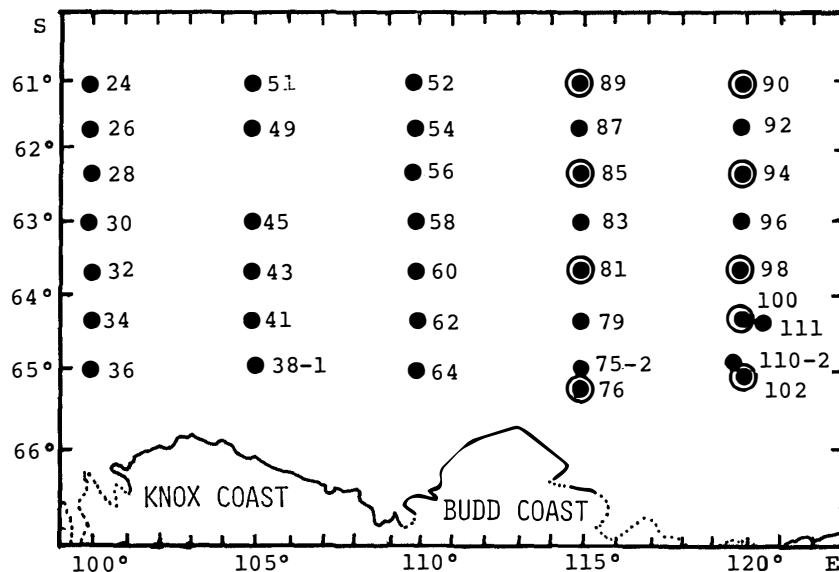 S
61° 24 51 52 89 90
26 49 54 87 92
62°
28 56 85 94
63° 30 45 58 83 96
32 43 60 81 98
64° 100
34 41 62 79 111
65° 36 38-1 64 75-2 110-2
76 102
66°
KNOX COAST BUDD COAST
100° 105° 110° 115° 120° E